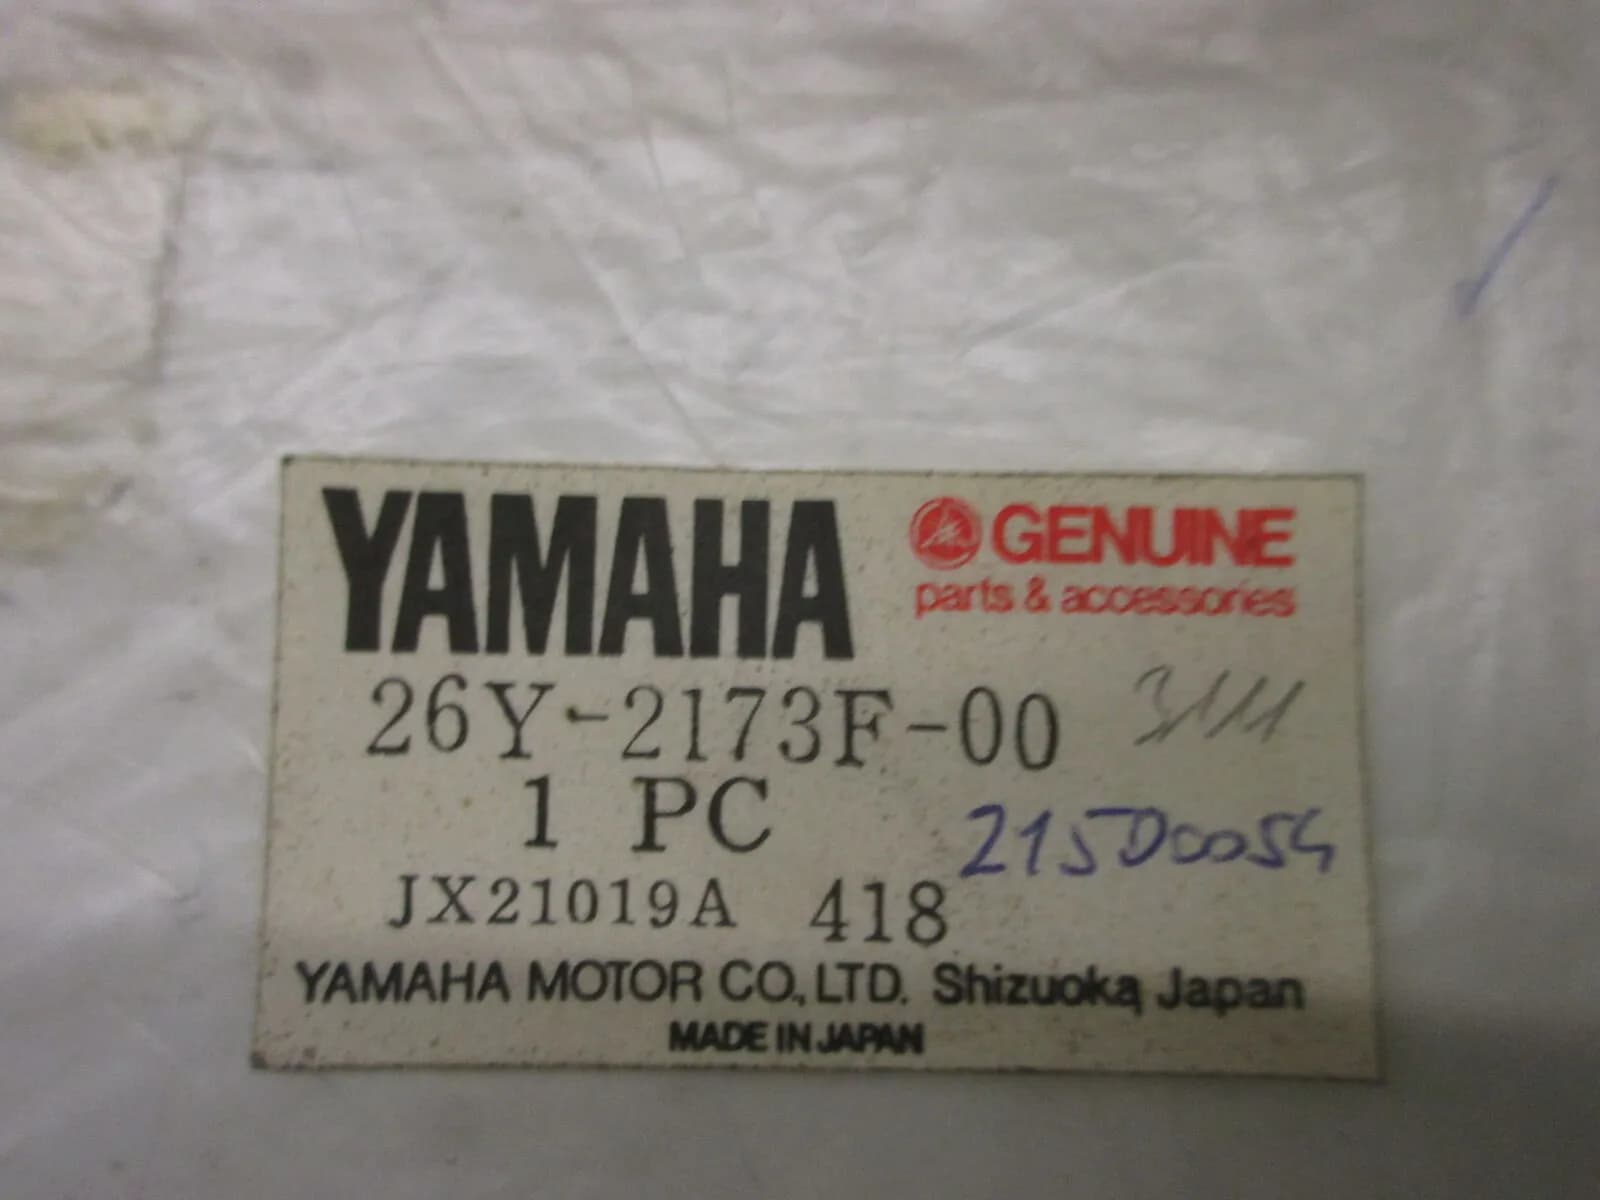 YAMAHA GENUINE
parts & accessories
26Y-2173F-00
1 PC
215D0054
JX21019A 418
YAMAHA MOTOR CO., LTD. Shizuoka Japan
MADE IN JAPAN